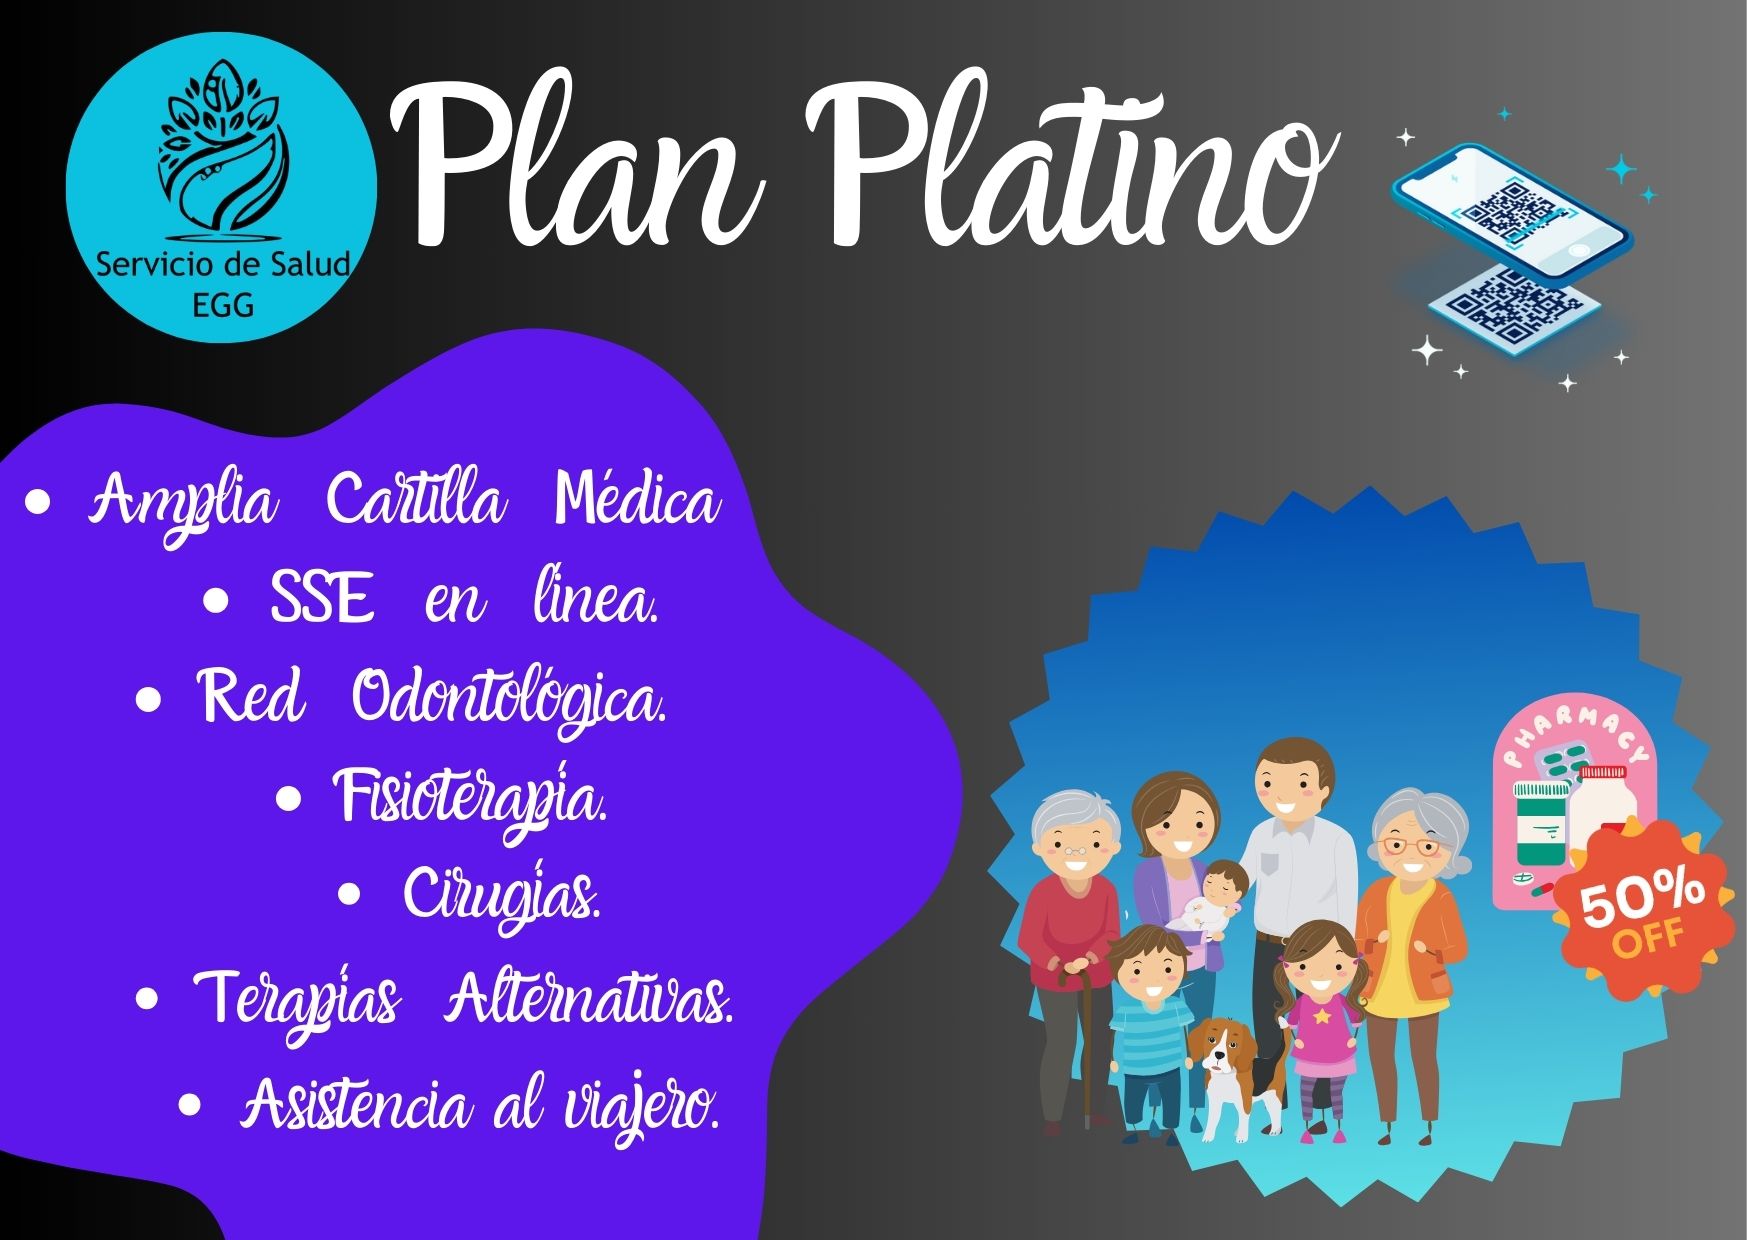 Servicio de Salud
EGG
Plan Platino
• Amplia Cartilla Médica
• SSE en línea.
• Red Odontológica.
• Fisioterapía.
• Cirugías.
• Terapías Alternativas.
• Asistencia al viajero.
PHARMACY
50%
OFF